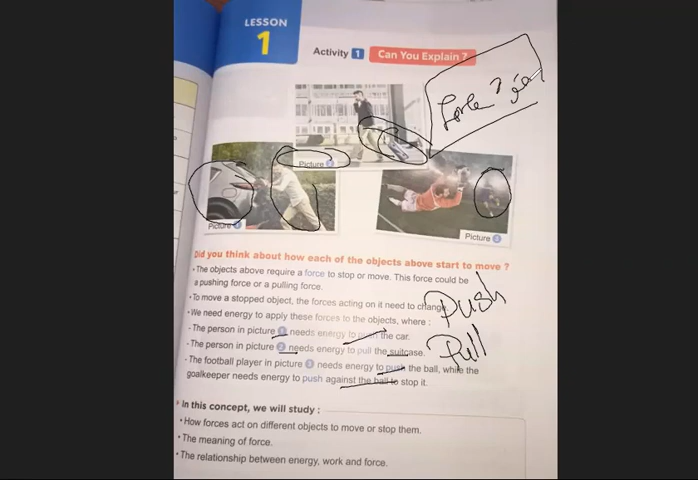 LESSON
1
Activity 1 Can You Explain ?
Force ?
Picture 2
Picture 1
Picture 3
Did you think about how each of the objects above start to move ?
• The objects above require a force to stop or move. This force could be
a pushing force or a pulling force.
• To move a stopped object, the forces acting on it need to change.
• We need energy to apply these forces to the objects, where :
- The person in picture 1 needs energy to push the car.
- The person in picture 2 needs energy to pull the suitcase.
- The football player in picture 3 needs energy to push the ball, while the
goalkeeper needs energy to push against the ball to stop it.
Push
Pull
• In this concept, we will study :
• How forces act on different objects to move or stop them.
• The meaning of force.
• The relationship between energy, work and force.